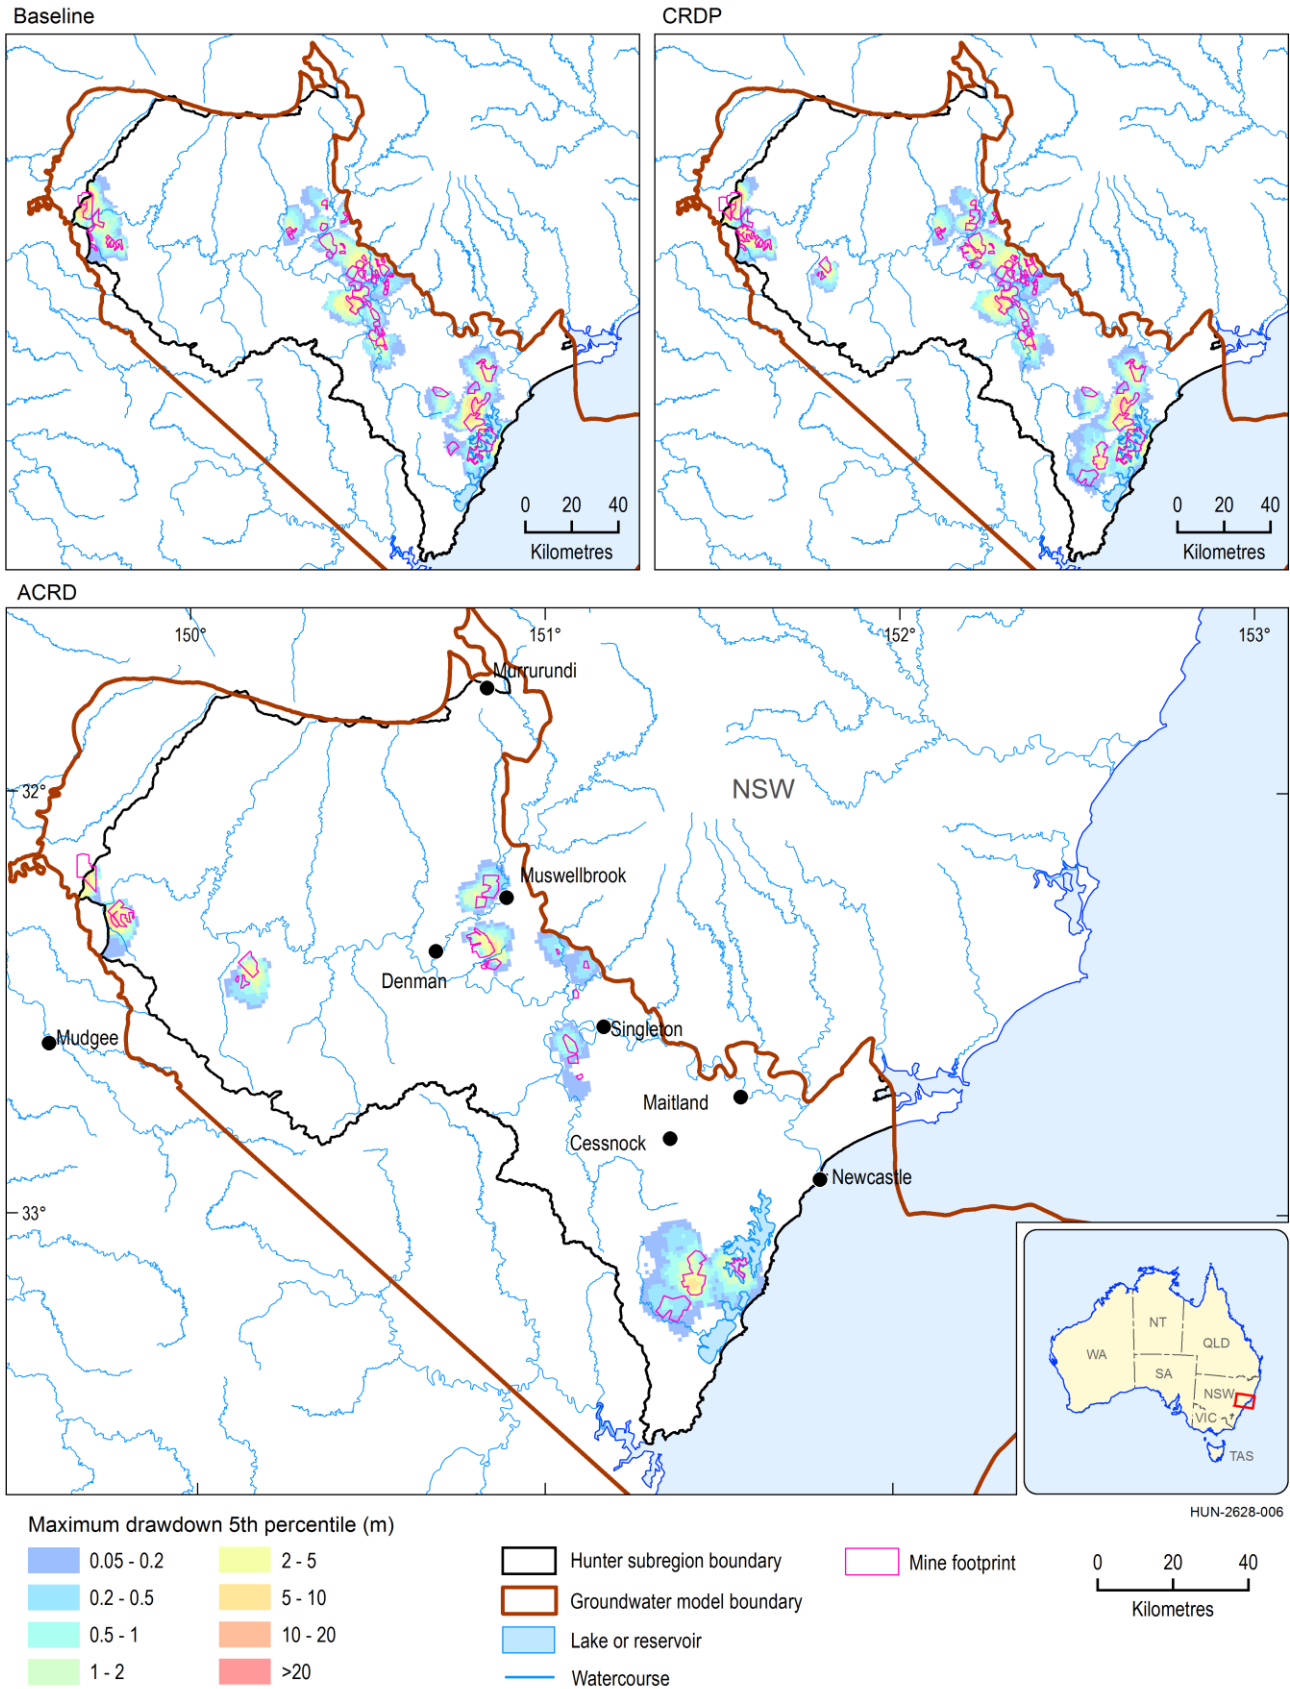 Baseline
CRDP
0 20 40
Kilometres
0 20 40
Kilometres
ACRD
150°
151°
152°
153°
Murrurundi
32°
NSW
Muswellbrook
Denman
Singleton
Mudgee
Maitland
Cessnock
Newcastle
33°
NT
QLD
WA
SA
NSW
VIC
TAS
HUN-2628-006
Maximum drawdown 5th percentile (m)
0.05 - 0.2
2 - 5
Hunter subregion boundary
Mine footprint
0 20 40
Kilometres
0.2 - 0.5
5 - 10
Groundwater model boundary
0.5 - 1
10 - 20
Lake or reservoir
1 - 2
>20
Watercourse